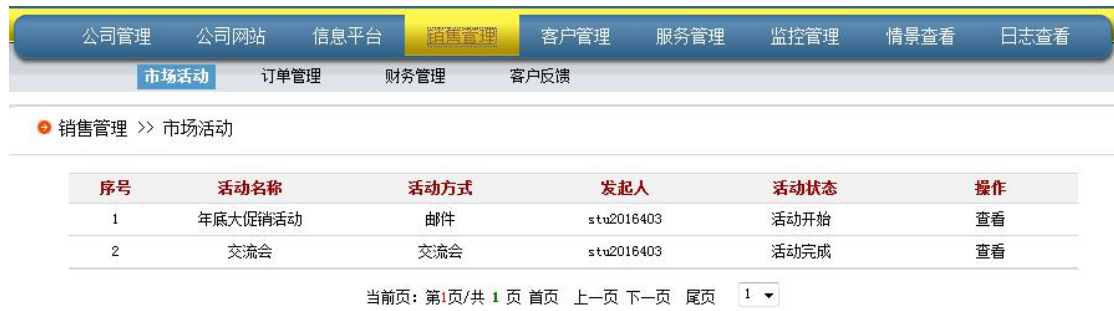 公司管理 公司网站 信息平台 销售管理 客户管理 服务管理 监控管理 情景查看 日志查看
市场活动 订单管理 财务管理 客户反馈
销售管理 >> 市场活动
序号 活动名称 活动方式 发起人 活动状态 操作
1 年底大促销活动 邮件 stu2016403 活动开始 查看
2 交流会 交流会 stu2016403 活动完成 查看
当前页：第1页/共 1 页 首页 上一页 下一页 尾页 1